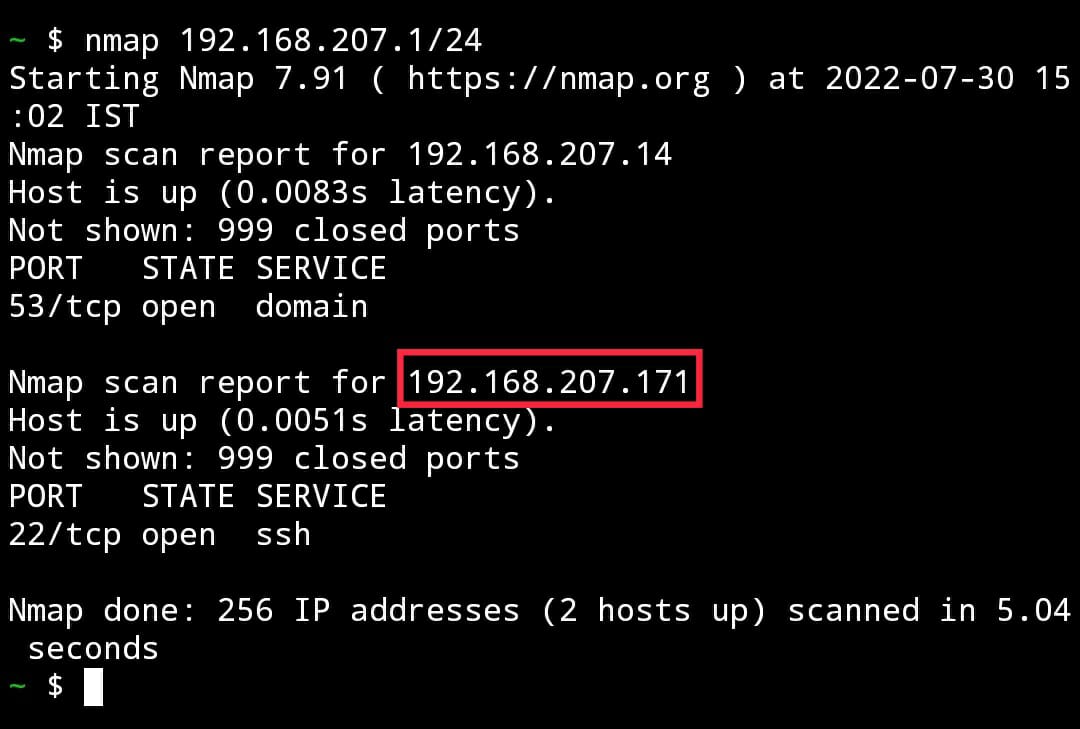 ~ $ nmap 192.168.207.1/24
Starting Nmap 7.91 ( https://nmap.org ) at 2022-07-30 15
:02 IST
Nmap scan report for 192.168.207.14
Host is up (0.0083s latency).
Not shown: 999 closed ports
PORT   STATE SERVICE
53/tcp open  domain

Nmap scan report for 192.168.207.171
Host is up (0.0051s latency).
Not shown: 999 closed ports
PORT   STATE SERVICE
22/tcp open  ssh

Nmap done: 256 IP addresses (2 hosts up) scanned in 5.04
 seconds
~ $